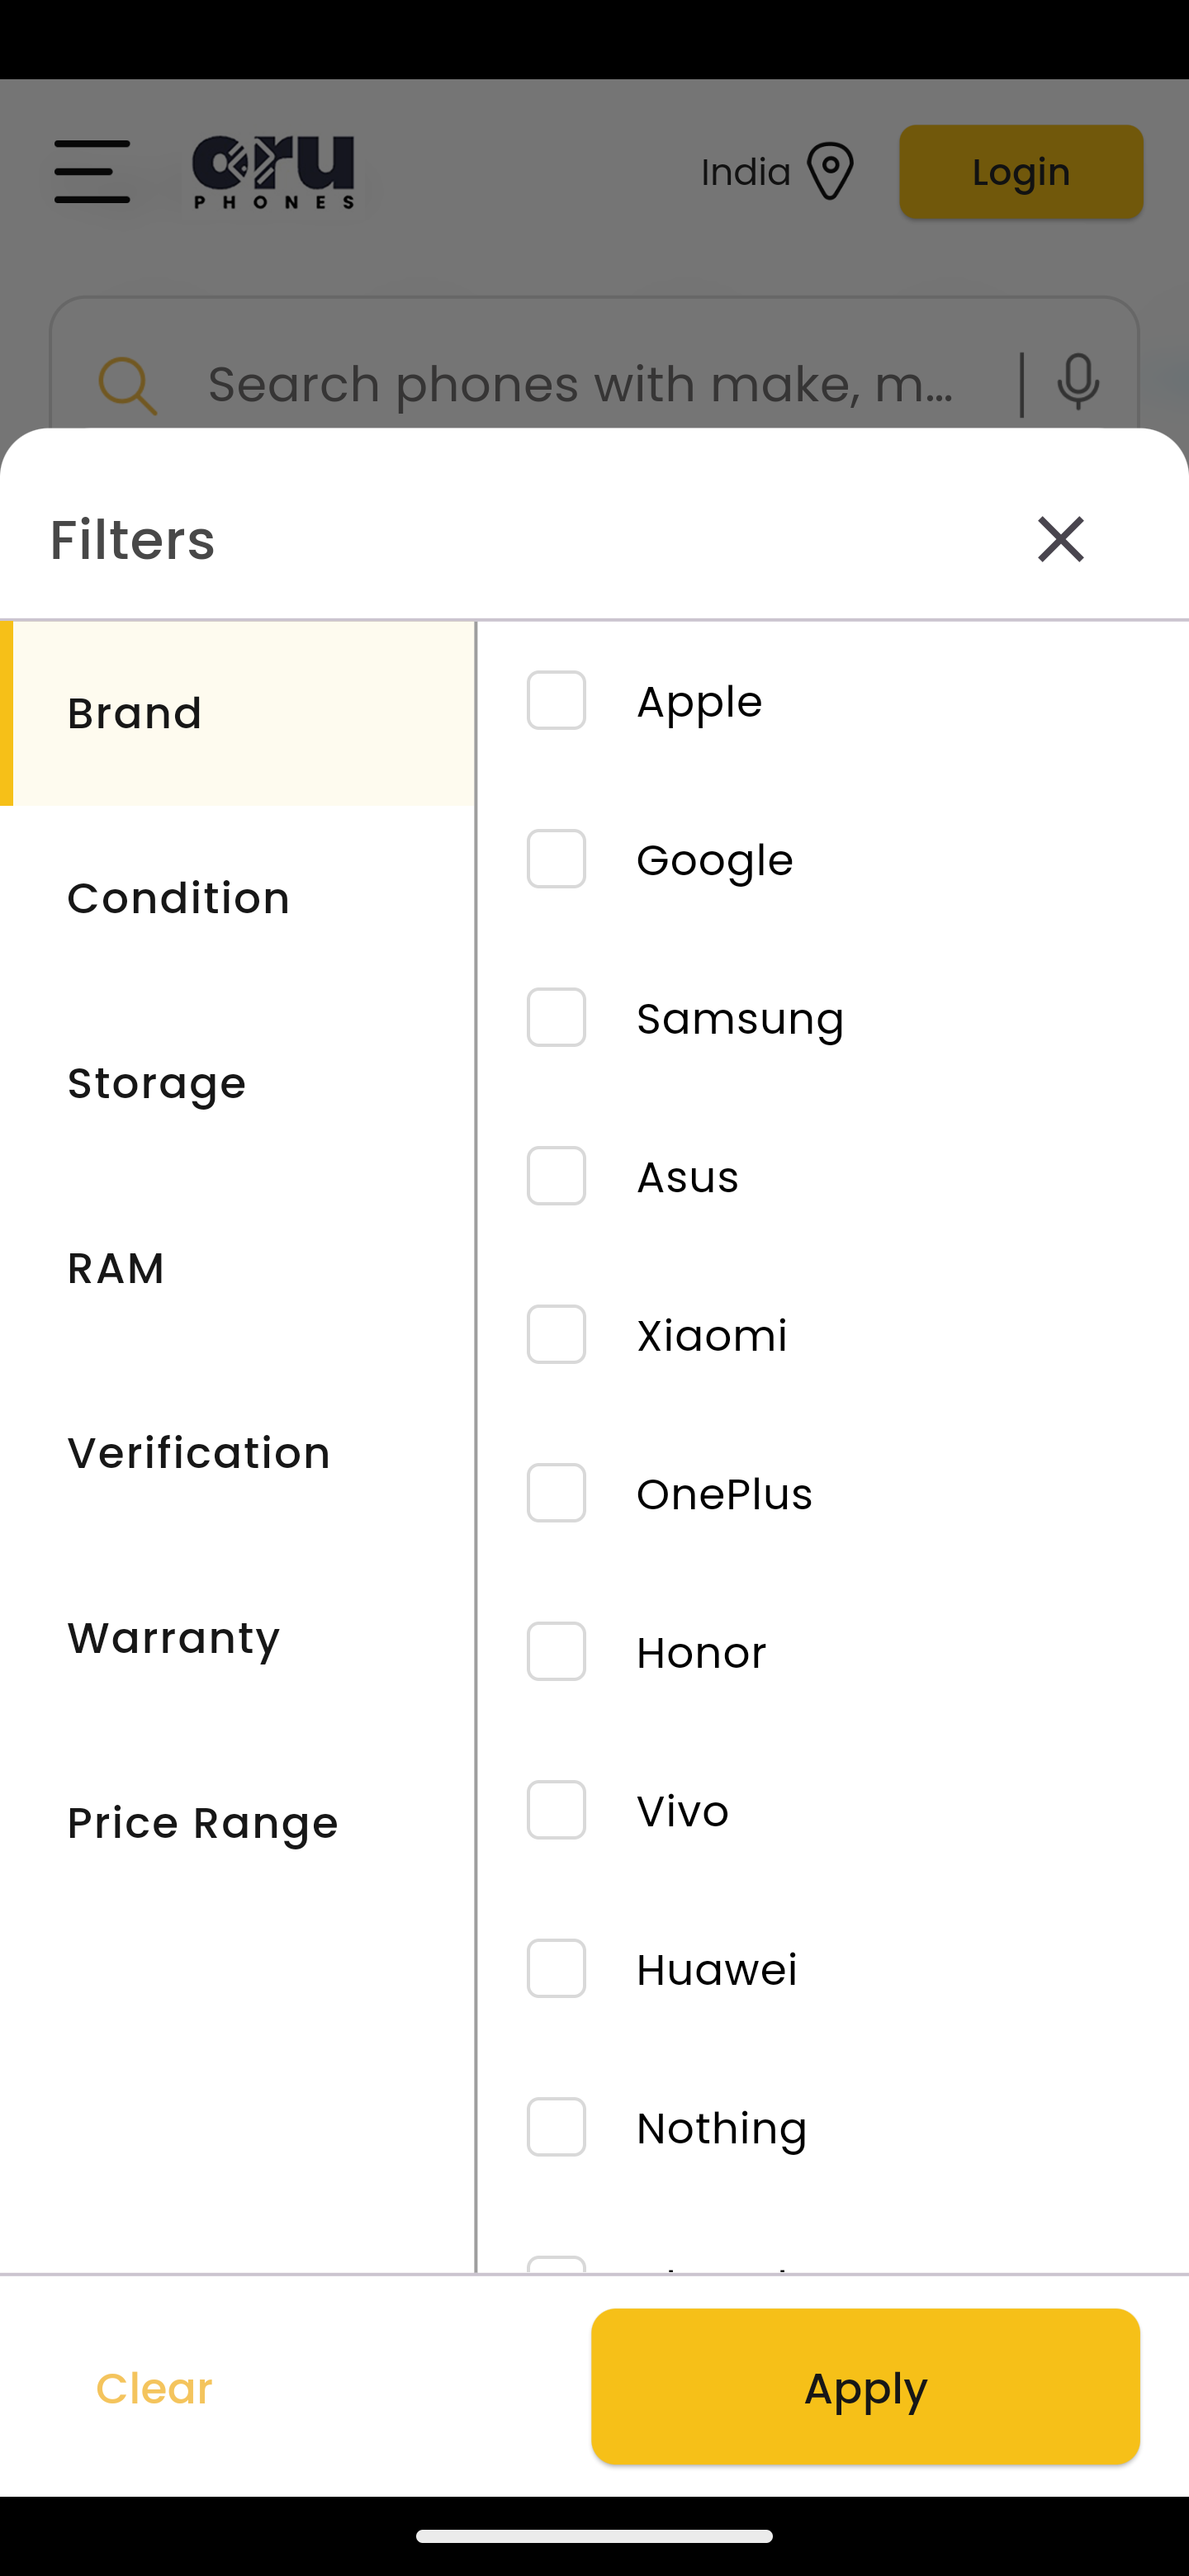 oru
PHONES
India
Login
Search phones with make, m...
Filters
Brand
Condition
Storage
RAM
Verification
Warranty
Price Range
Apple
Google
Samsung
Asus
Xiaomi
OnePlus
Honor
Vivo
Huawei
Nothing
Clear
Apply